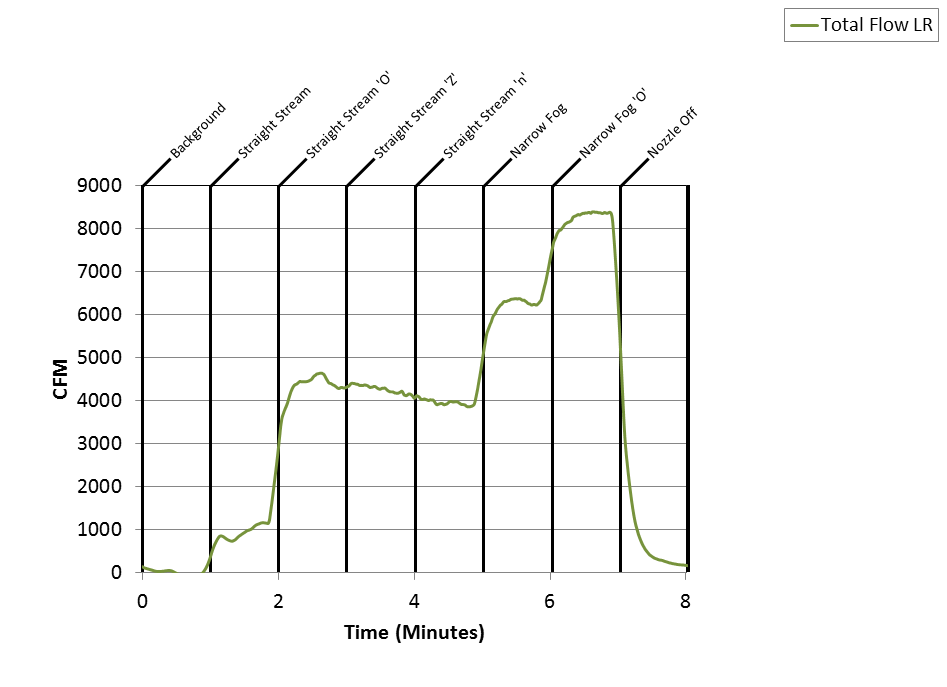 Total Flow LR
Background
Straight Stream
Straight Stream 'O'
Straight Stream 'Z'
Straight Stream 'n'
Narrow Fog
Narrow Fog 'O'
Nozzle Off
9000
8000
7000
6000
5000
4000
3000
2000
1000
0
CFM
0 2 4 6 8
Time (Minutes)